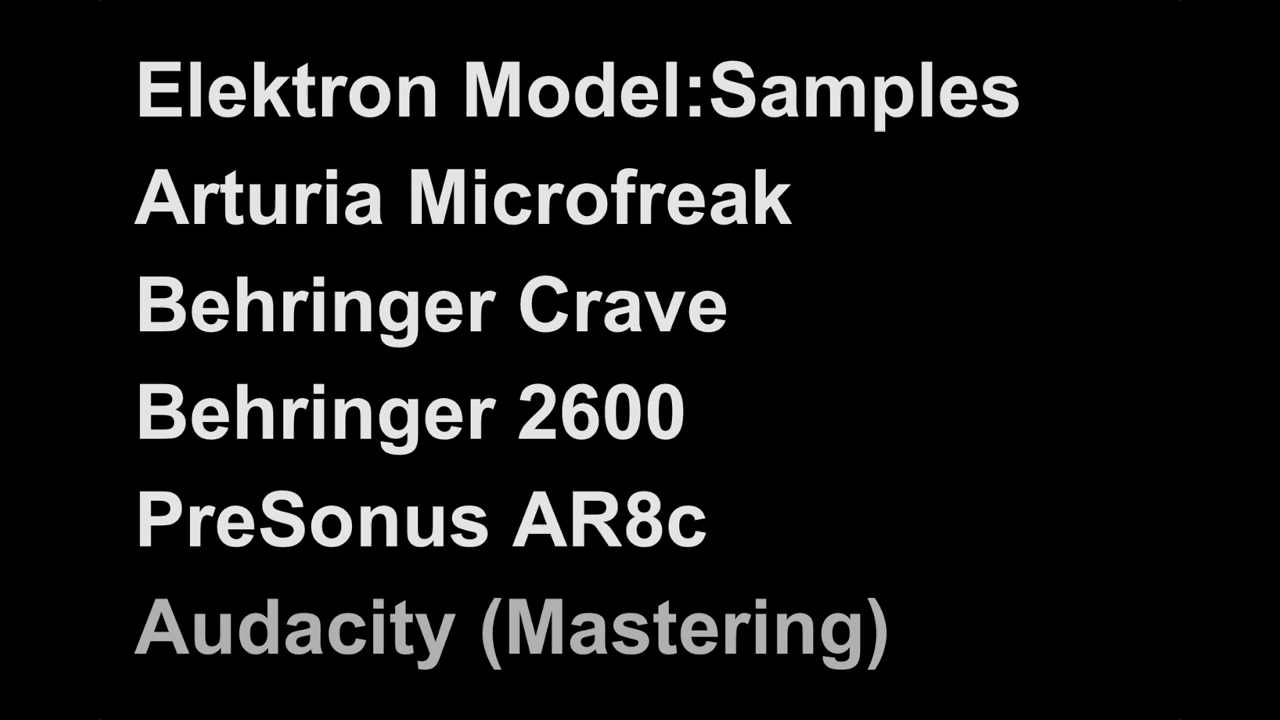 Elektron Model:Samples
Arturia Microfreak
Behringer Crave
Behringer 2600
PreSonus AR8c
Audacity (Mastering)